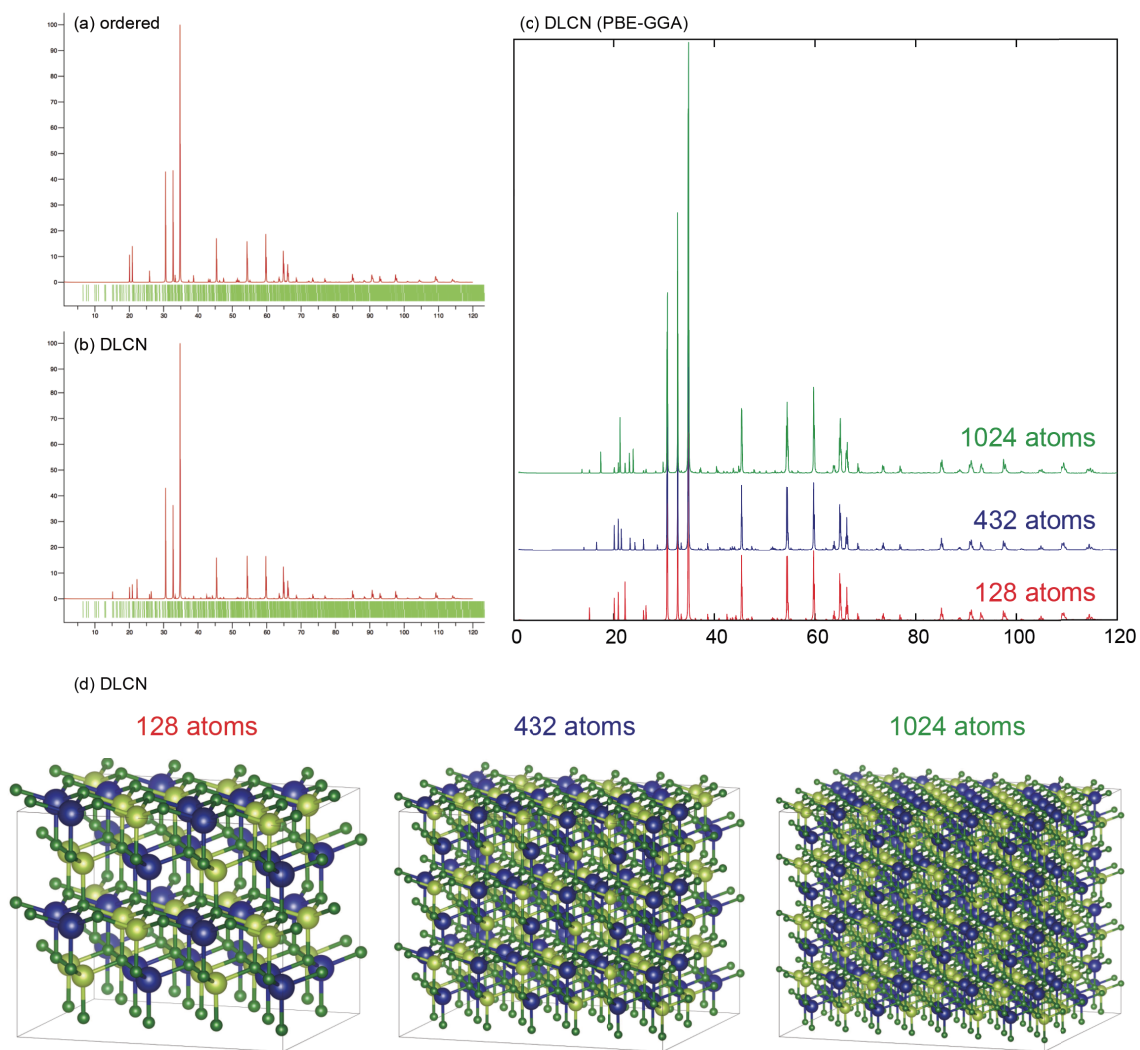 (a) ordered
100
90
80
70
60
50
40
30
20
10
0
10 20 30 40 50 60 70 80 90 100 110 120
(b) DLCN
100
90
80
70
60
50
40
30
20
10
0
10 20 30 40 50 60 70 80 90 100 110 120
(c) DLCN (PBE-GGA)
1024 atoms
432 atoms
128 atoms
0 20 40 60 80 100 120
(d) DLCN
128 atoms 432 atoms 1024 atoms